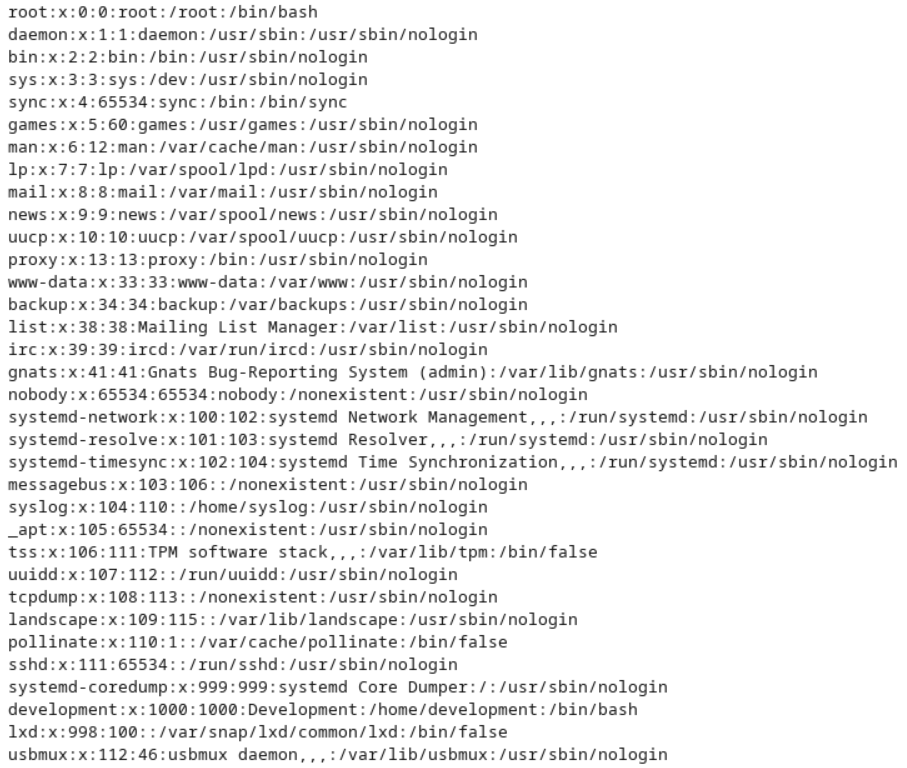 root:x:0:0:root:/root:/bin/bash
daemon:x:1:1:daemon:/usr/sbin:/usr/sbin/nologin
bin:x:2:2:bin:/bin:/usr/sbin/nologin
sys:x:3:3:sys:/dev:/usr/sbin/nologin
sync:x:4:65534:sync:/bin:/bin/sync
games:x:5:60:games:/usr/games:/usr/sbin/nologin
man:x:6:12:man:/var/cache/man:/usr/sbin/nologin
lp:x:7:7:lp:/var/spool/lpd:/usr/sbin/nologin
mail:x:8:8:mail:/var/mail:/usr/sbin/nologin
news:x:9:9:news:/var/spool/news:/usr/sbin/nologin
uucp:x:10:10:uucp:/var/spool/uucp:/usr/sbin/nologin
proxy:x:13:13:proxy:/bin:/usr/sbin/nologin
www-data:x:33:33:www-data:/var/www:/usr/sbin/nologin
backup:x:34:34:backup:/var/backups:/usr/sbin/nologin
list:x:38:38:Mailing List Manager:/var/list:/usr/sbin/nologin
irc:x:39:39:ircd:/var/run/ircd:/usr/sbin/nologin
gnats:x:41:41:Gnats Bug-Reporting System (admin):/var/lib/gnats:/usr/sbin/nologin
nobody:x:65534:65534:nobody:/nonexistent:/usr/sbin/nologin
systemd-network:x:100:102:systemd Network Management,,,:/run/systemd:/usr/sbin/nologin
systemd-resolve:x:101:103:systemd Resolver,,,:/run/systemd:/usr/sbin/nologin
systemd-timesync:x:102:104:systemd Time Synchronization,,,:/run/systemd:/usr/sbin/nologin
messagebus:x:103:106::/nonexistent:/usr/sbin/nologin
syslog:x:104:110::/home/syslog:/usr/sbin/nologin
_apt:x:105:65534::/nonexistent:/usr/sbin/nologin
tss:x:106:111:TPM software stack,,,:/var/lib/tpm:/bin/false
uuidd:x:107:112::/run/uuidd:/usr/sbin/nologin
tcpdump:x:108:113::/nonexistent:/usr/sbin/nologin
landscape:x:109:115::/var/lib/landscape:/usr/sbin/nologin
pollinate:x:110:1::/var/cache/pollinate:/bin/false
sshd:x:111:65534::/run/sshd:/usr/sbin/nologin
systemd-coredump:x:999:999:systemd Core Dumper:/:/usr/sbin/nologin
development:x:1000:1000:Development:/home/development:/bin/bash
lxd:x:998:100::/var/snap/lxd/common/lxd:/bin/false
usbmux:x:112:46:usbmux daemon,,,:/var/lib/usbmux:/usr/sbin/nologin